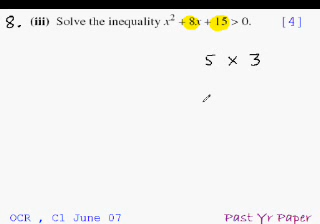 8. (iii) Solve the inequality x² + 8x + 15 > 0. [4]
5 × 3
OCR , C1 June 07 Past Yr Paper